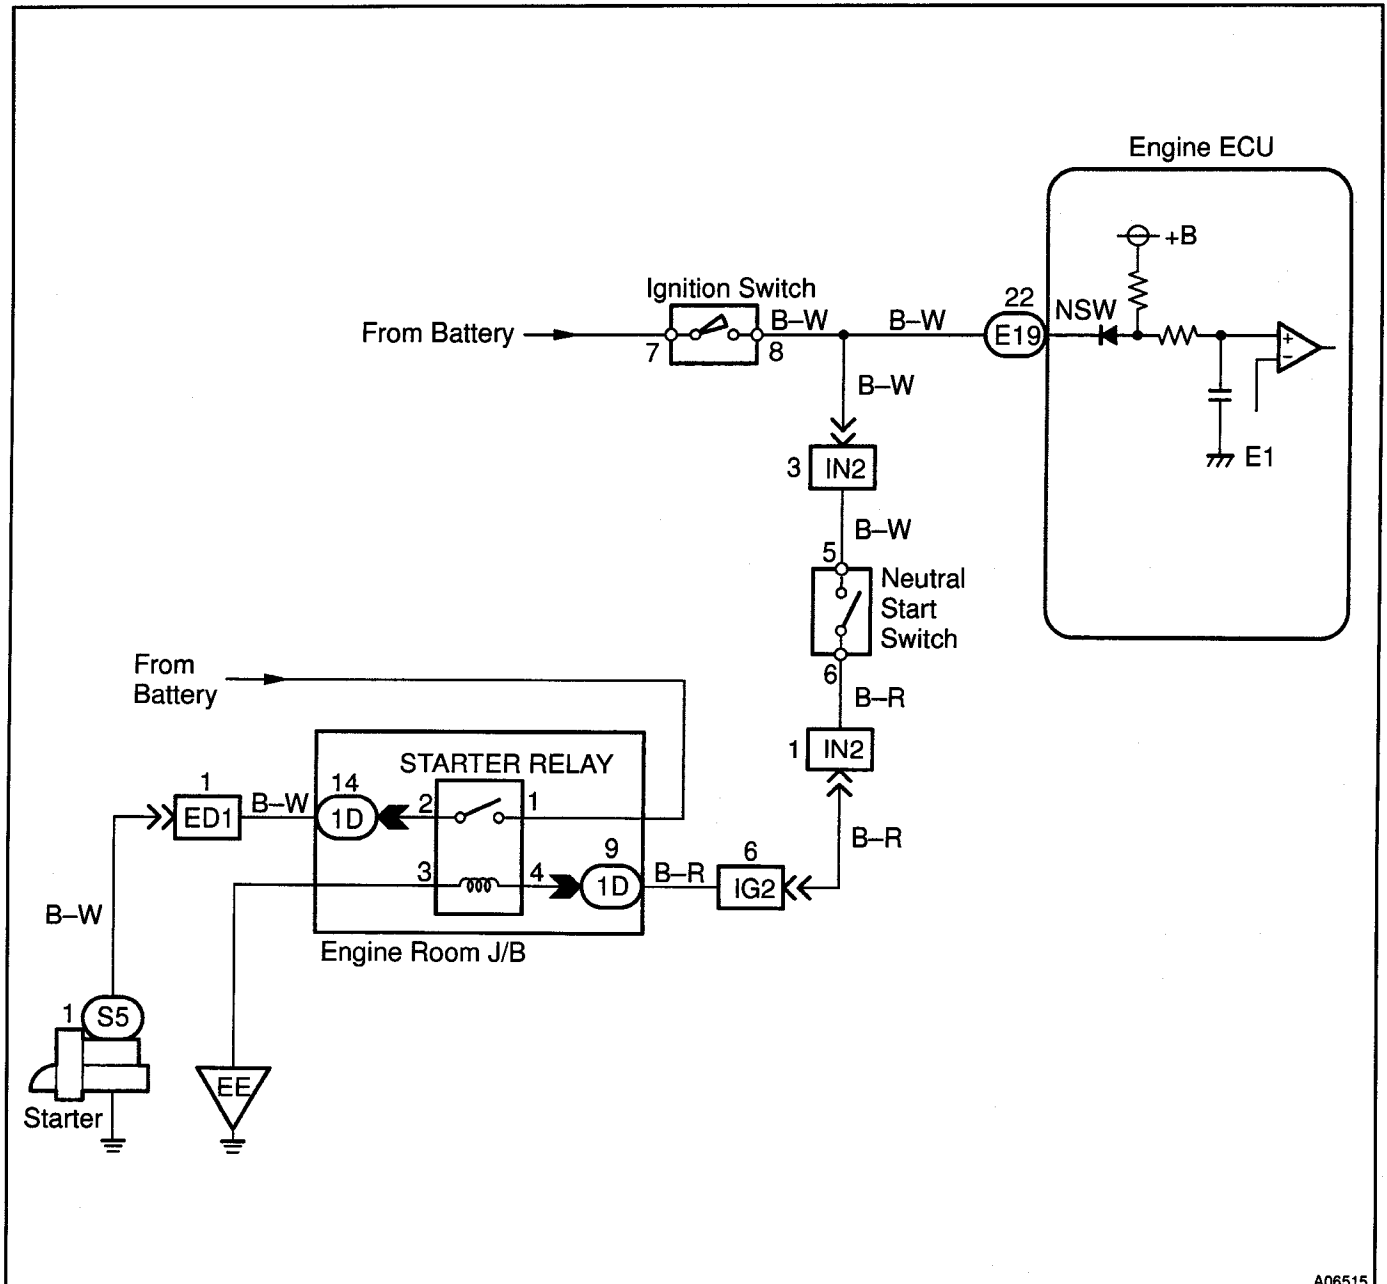 Engine ECU
+B
Ignition Switch
22
NSW
From Battery
B–W
B–W
E19
+
−
7
8
B–W
E1
3
IN2
B–W
5
Neutral
Start
Switch
6
From
Battery
B–R
1
IN2
STARTER RELAY
1
ED1
B–W
14
1D
2
1
B–R
3
4
9
1D
B–R
6
IG2
B–W
Engine Room J/B
1
S5
EE
Starter
A06515